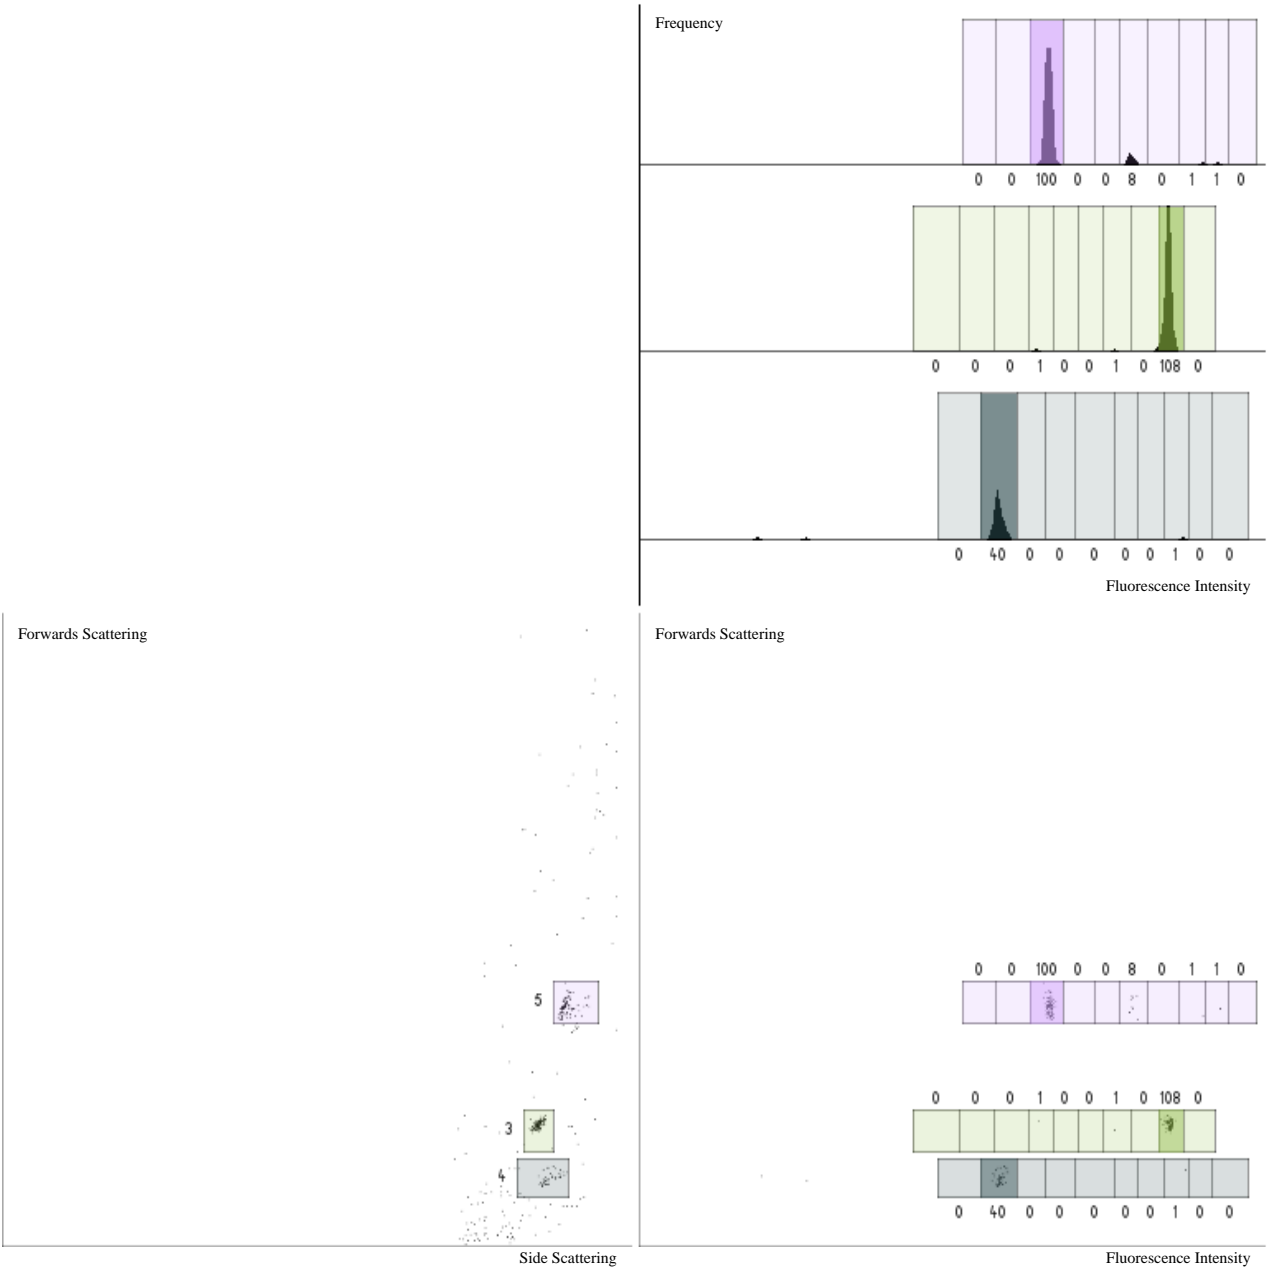 Frequency
0 0 100 0 0 8 0 1 1 0
0 0 0 1 0 0 1 0 108 0
0 40 0 0 0 0 0 1 0 0
Fluorescence Intensity
Forwards Scattering
5
3
4
Side Scattering
Forwards Scattering
0 0 100 0 0 8 0 1 1 0
0 0 0 1 0 0 1 0 108 0
0 40 0 0 0 0 0 1 0 0
Fluorescence Intensity